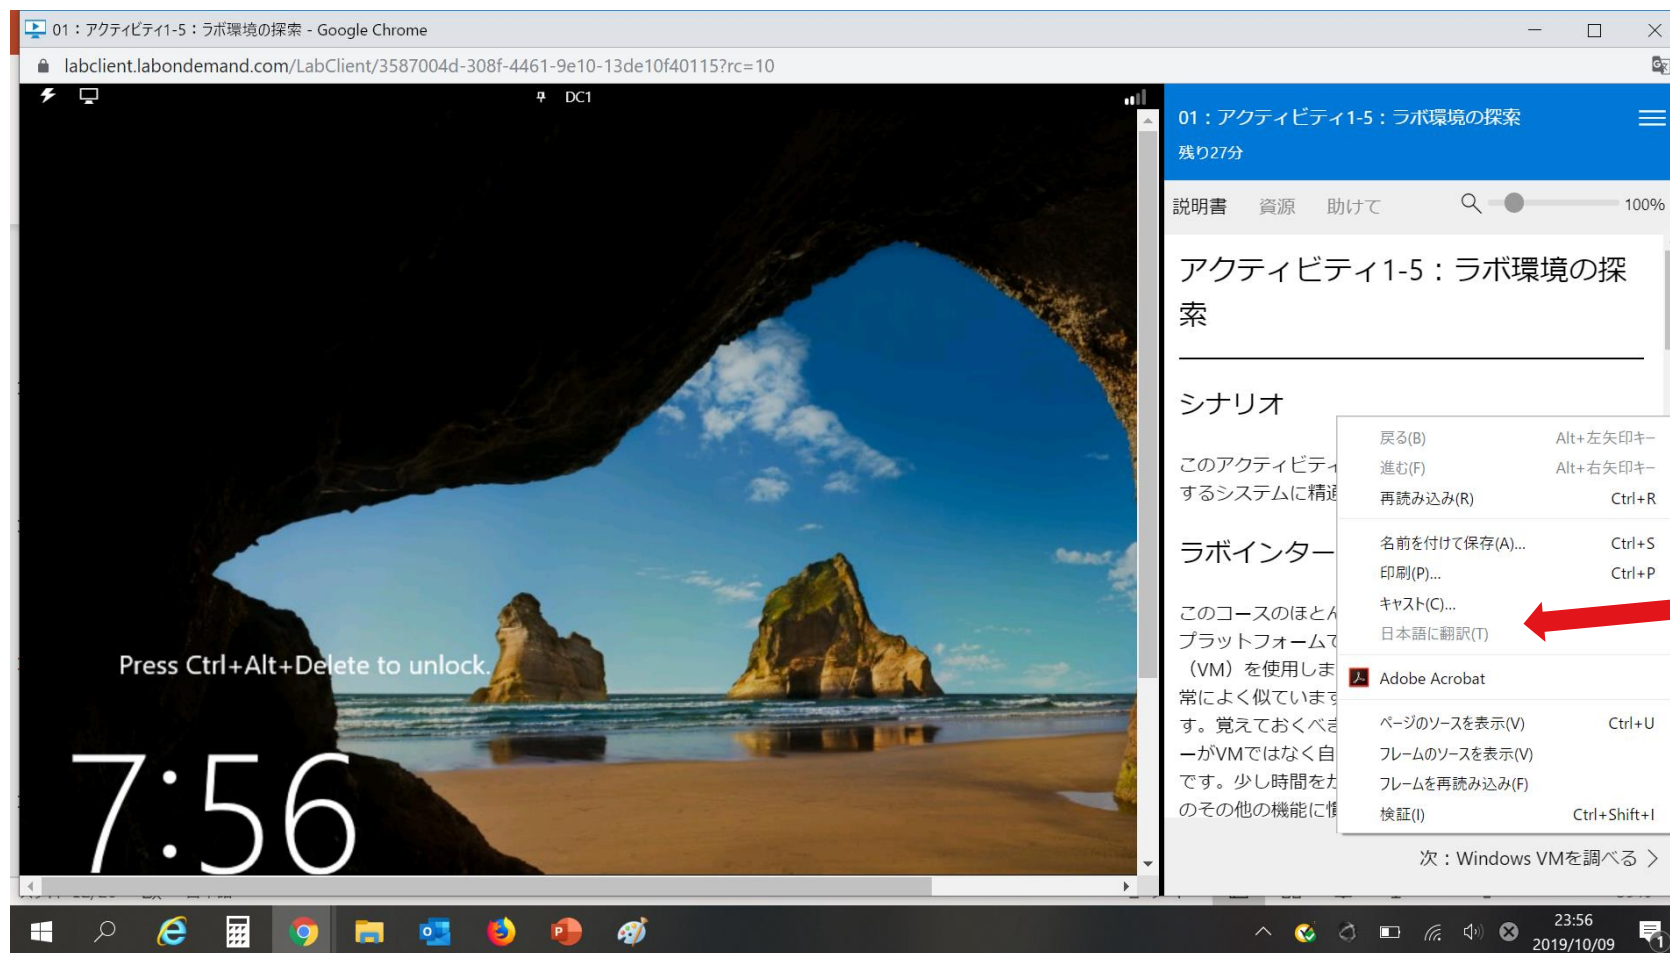 01：アクティビティ1-5：ラボ環境の探索 - Google Chrome
labclient.labondemand.com/LabClient/3587004d-308f-4461-9e10-13de10f40115?rc=10
DC1
Press Ctrl+Alt+Delete to unlock.
7:56
01：アクティビティ1-5：ラボ環境の探索
残り27分
説明書 資源 助けて 100%
アクティビティ1-5：ラボ環境の探
索
シナリオ
このアクティビティ
するシステムに精通
ラボインター
このコースのほとん
プラットフォームで
（VM）を使用しま
常によく似ています
す。覚えておくべき
ーがVMではなく自
です。少し時間をか
のその他の機能に慣
戻る(B) Alt+左矢印キー
進む(F) Alt+右矢印キー
再読み込み(R) Ctrl+R
名前を付けて保存(A)... Ctrl+S
印刷(P)... Ctrl+P
キャスト(C)...
日本語に翻訳(T)
Adobe Acrobat
ページのソースを表示(V) Ctrl+U
フレームのソースを表示(V)
フレームを再読み込み(F)
検証(I) Ctrl+Shift+I
次：Windows VMを調べる
23:56
2019/10/09
1